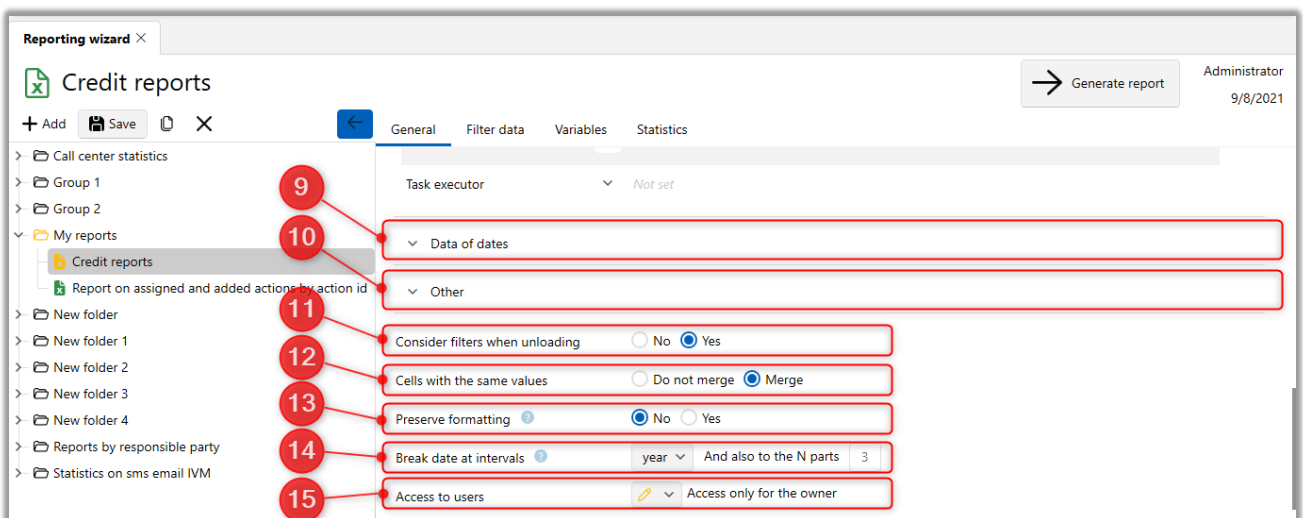 Reporting wizard
Credit reports
Generate report
Administrator
9/8/2021
Add Save
General Filter data Variables Statistics
Call center statistics
Group 1
Group 2
My reports
Credit reports
Report on assigned and added actions by action id
New folder
New folder 1
New folder 2
New folder 3
New folder 4
Reports by responsible party
Statistics on sms email IVM
Task executor Not set
9
Data of dates
10
Other
11
Consider filters when unloading No Yes
12
Cells with the same values Do not merge Merge
13
Preserve formatting ? No Yes
14
Break date at intervals ? year And also to the N parts 3
15
Access to users Access only for the owner